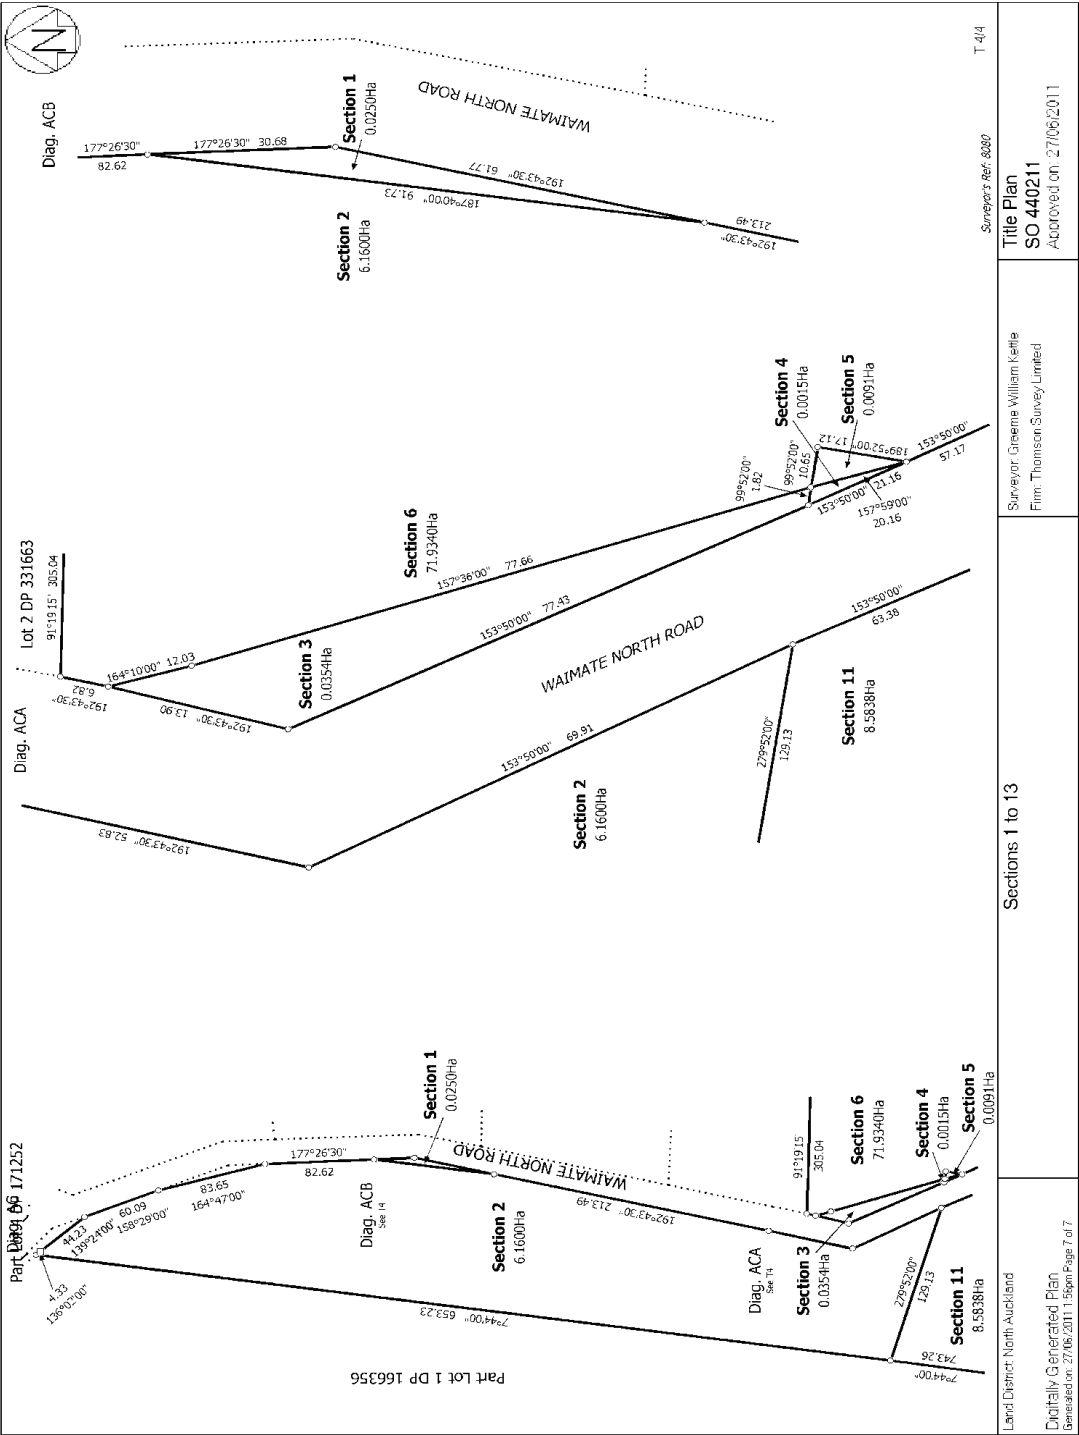 N
Diag. ACB
177°26'30"
82.62
177°26'30" 30.68
Section 1
0.0250Ha
WAIMATE NORTH ROAD
192°43'30" 61.77
187°40'00" 91.73
Section 2
6.1600Ha
213.49
192°43'30"
T 4/4
Surveyor's Ref: 8080
Title Plan
SO 440211
Approved on: 27/06/2011
Diag. ACA
Lot 2 DP 331663
91°19'15" 305.04
6.82
192°43'30"
164°10'00" 12.03
192°43'30" 13.90
Section 3
0.0354Ha
Section 6
71.9340Ha
157°36'00" 77.66
153°50'00" 77.43
WAIMATE NORTH ROAD
99°52'00"
1.82
99°52'00"
10.65
Section 4
0.0015Ha
Section 5
0.0091Ha
189°52'00" 17.12
153°50'00" 21.16
157°59'00"
20.16
153°50'00"
57.17
192°43'30" 52.83
153°50'00" 69.91
Section 2
6.1600Ha
279°52'00"
129.13
Section 11
8.5838Ha
153°50'00"
63.38
Surveyor: Graeme William Kettle
Firm: Thomson Survey Limited
Sections 1 to 13
4.33
136°02'00"
44.23
139°24'00"
60.09
158°29'00"
83.65
164°47'00"
177°26'30"
82.62
Diag. ACB
See T4
Section 1
0.0250Ha
WAIMATE NORTH ROAD
Section 2
6.1600Ha
192°43'30" 213.49
7°44'00" 653.23
Part Lot 1 DP 166356
Diag. ACA
See T4
91°19'15"
305.04
Section 3
0.0354Ha
Section 6
71.9340Ha
Section 4
0.0015Ha
Section 5
0.0091Ha
279°52'00"
129.13
Section 11
8.5838Ha
743.26
7°44'00"
Land District: North Auckland
Digitally Generated Plan
Generated on: 27/06/2011 1:56pm Page 7 of 7